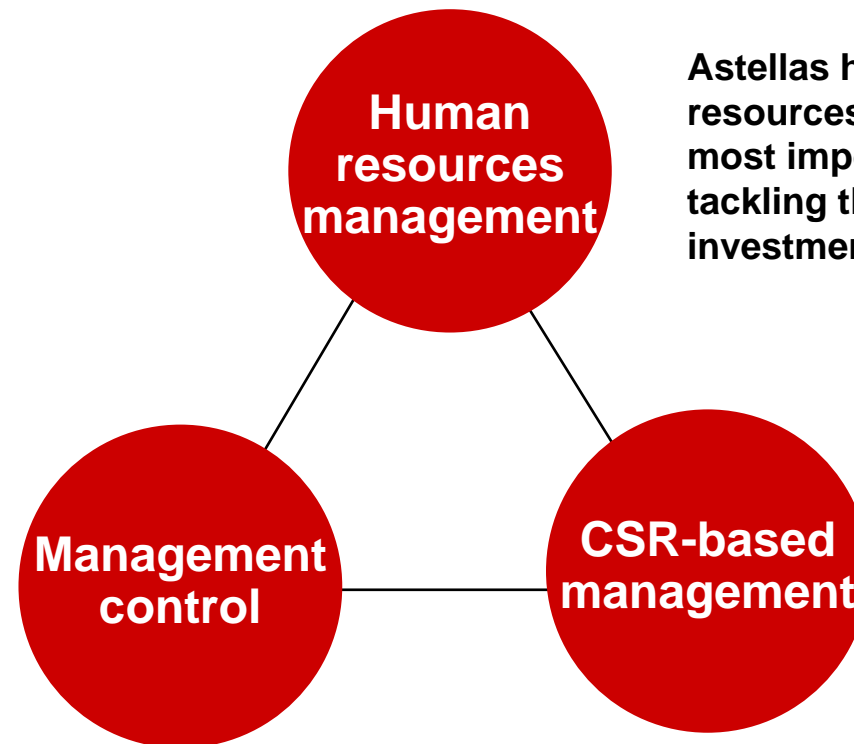 Human
resources
management
Astellas
resources
most
tackling
Management
control
CSR-based
management